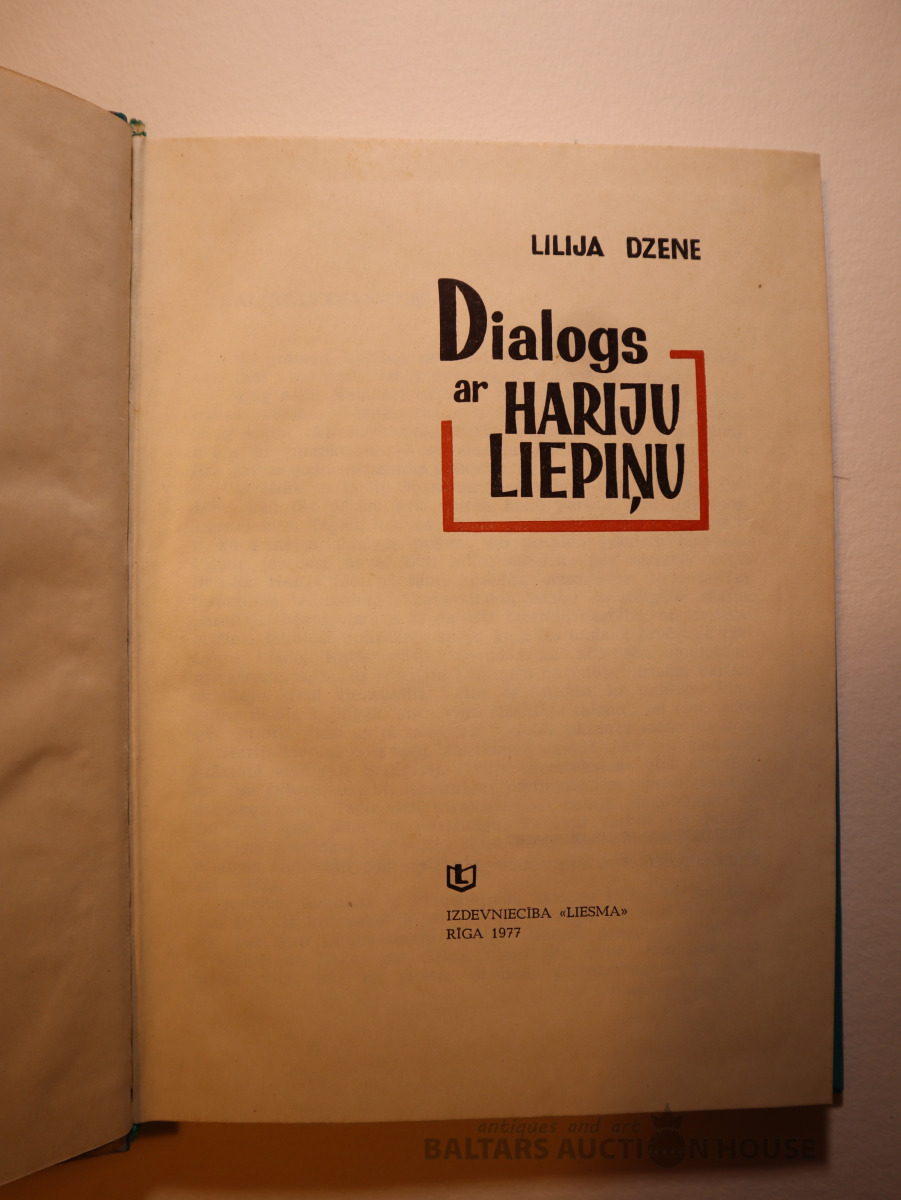 LILIJA DZENE
Dialogs
ar HARIJU
LIEPIŅU
L
IZDEVNIECĪBA «LIESMA»
RĪGA 1977
antiques and art
BALTARS AUCTION HOUSE